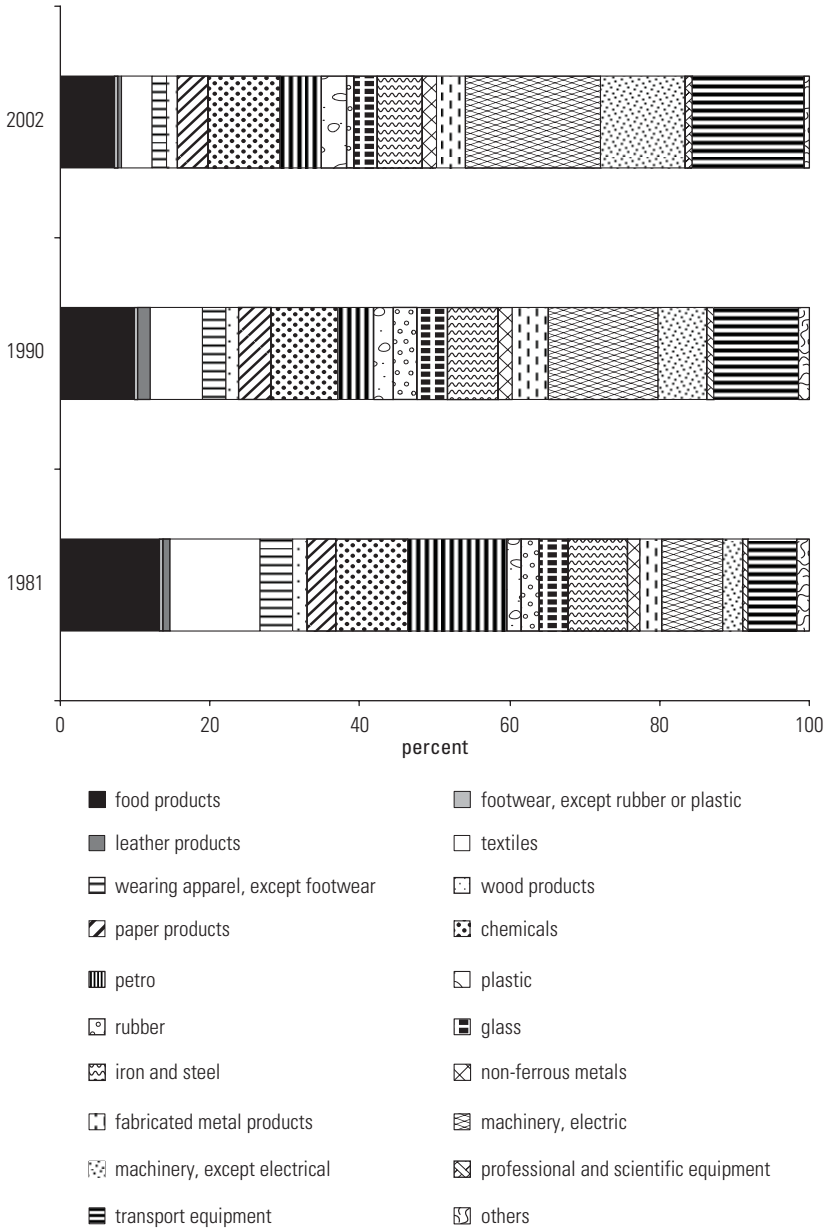 2002
1990
1981
0 20 40 60 80 100
percent
food products
footwear, except rubber or plastic
leather products
textiles
wearing apparel, except footwear
wood products
paper products
chemicals
petro
plastic
rubber
glass
iron and steel
non-ferrous metals
fabricated metal products
machinery, electric
machinery, except electrical
professional and scientific equipment
transport equipment
others